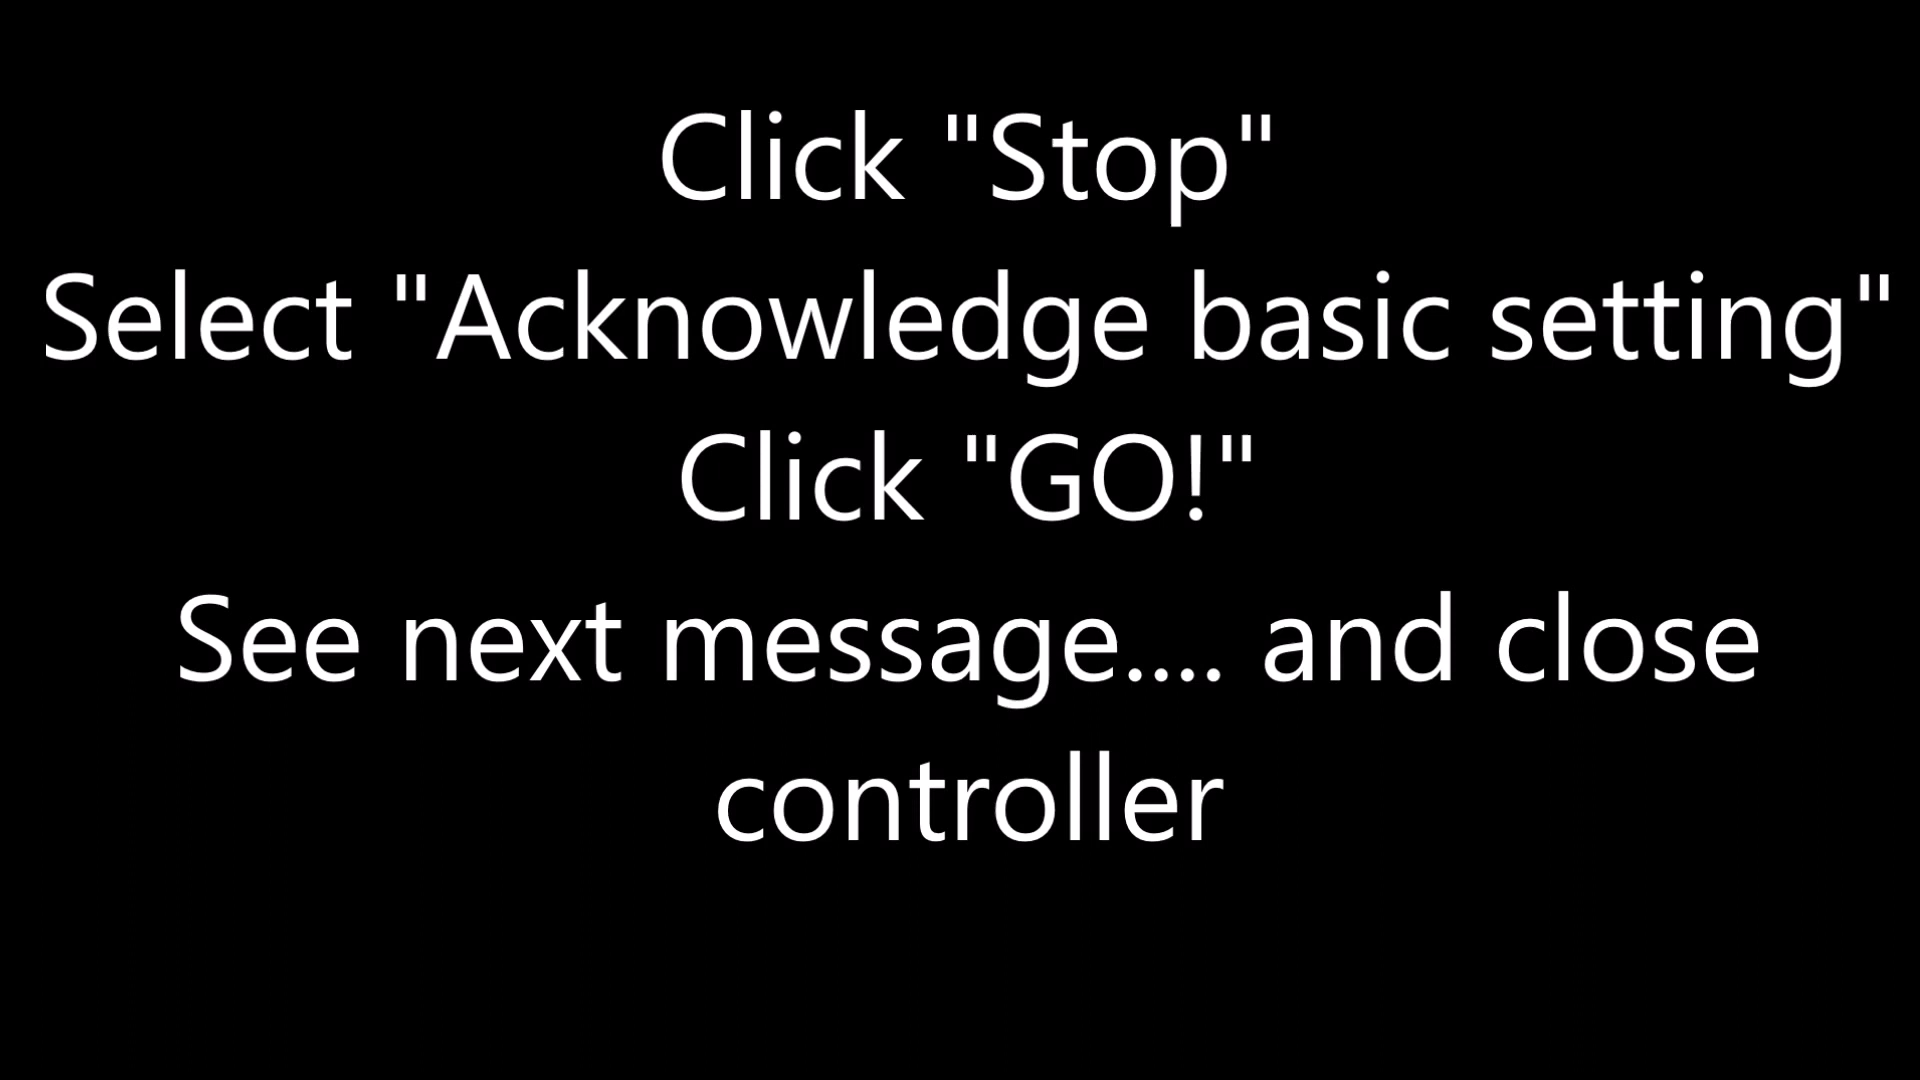 Click "Stop"
Select "Acknowledge basic setting"
Click "GO!"
See next message.... and close
controller